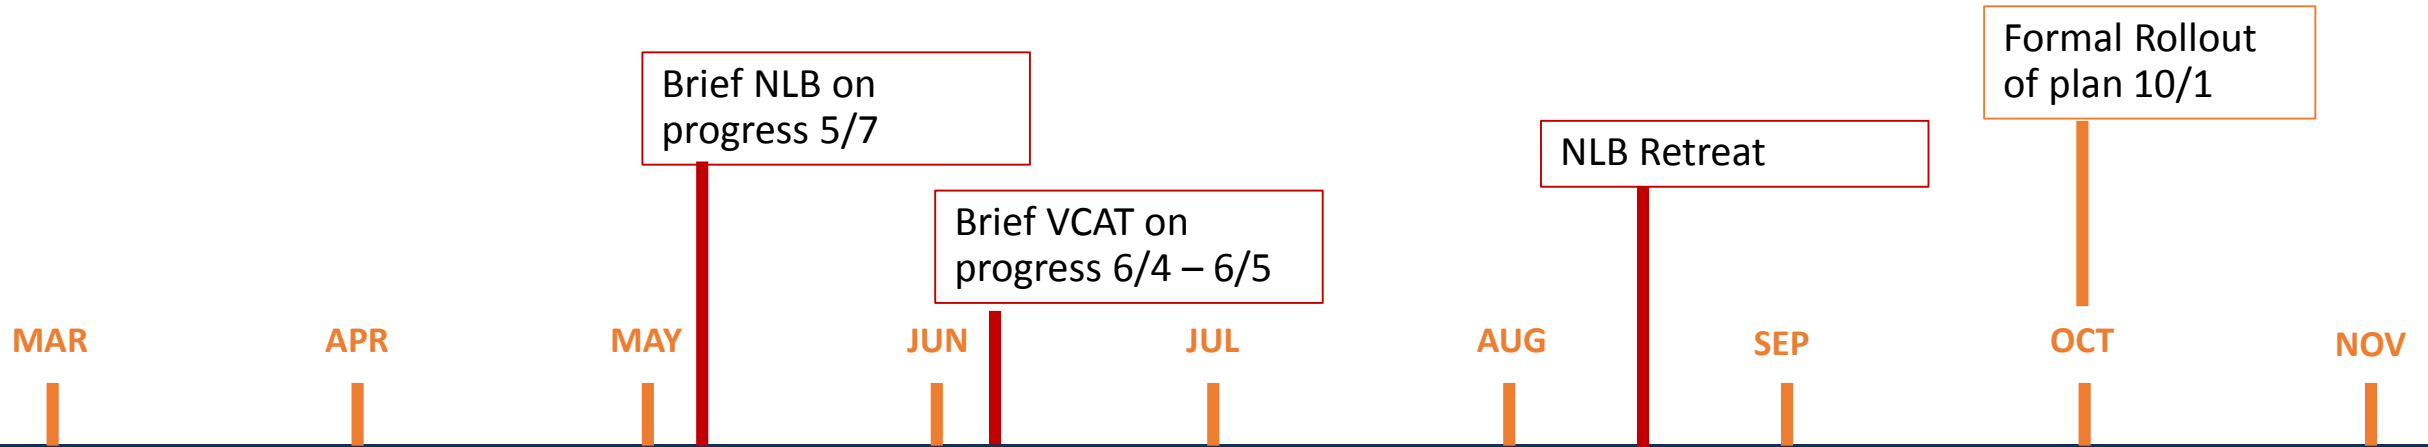 Formal Rollout
of plan 10/1
Brief NLB on
progress 5/7
NLB Retreat
Brief VCAT on
progress 6/4 – 6/5
MAR
APR
MAY
JUN
JUL
AUG
SEP
OCT
NOV